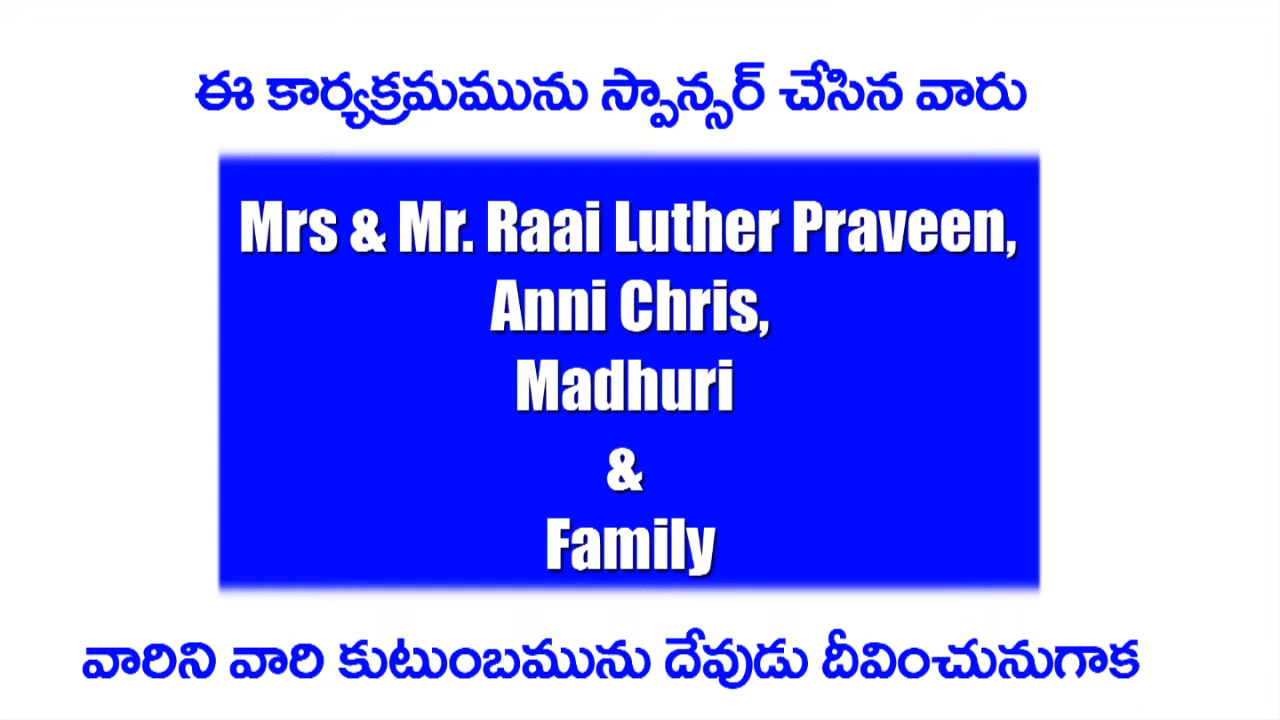 ఈ కార్యక్రమమును స్పాన్సర్ చేసిన వారు
Mrs & Mr. Raai Luther Praveen,
Anni Chris,
Madhuri
&
Family
వారిని వారి కుటుంబమును దేవుడు దీవించునుగాక